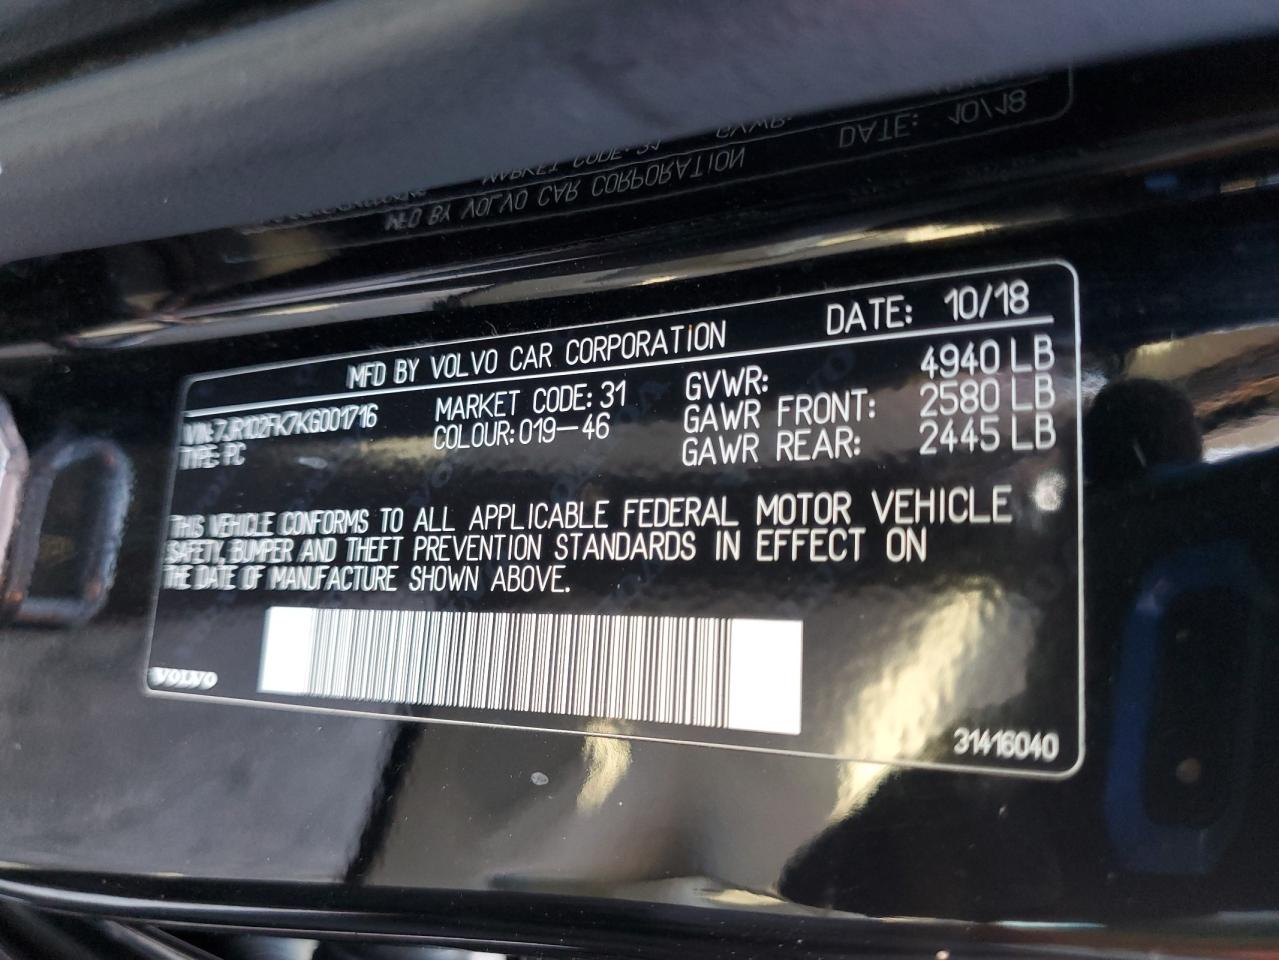 MFD BY VOLVO CAR CORPORATION DATE: 10/18
VIN: 7JR102FK7KG001716 MARKET CODE: 31 GVWR: 4940 LB
TYPE: PC COLOUR: 019-46 GAWR FRONT: 2580 LB
GAWR REAR: 2445 LB
THIS VEHICLE CONFORMS TO ALL APPLICABLE FEDERAL MOTOR VEHICLE
SAFETY, BUMPER AND THEFT PREVENTION STANDARDS IN EFFECT ON
THE DATE OF MANUFACTURE SHOWN ABOVE.
VOLVO
31416040